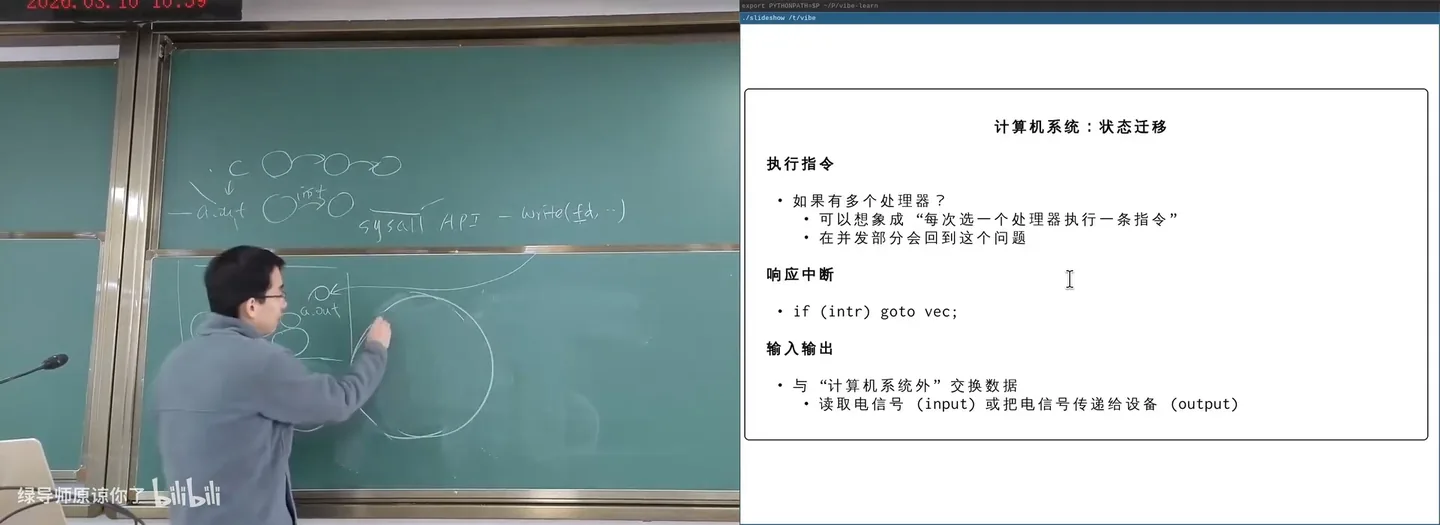 2026.03.10 10:59
C
a.out
inst
syscall API - write(fd, ...)
a.out
绿导师原谅你了 bilibili
export PYTHONPATH=$P ~/P/vibe-learn
./slideshow /t/vibe
计算机系统：状态迁移
执行指令
• 如果有多个处理器？
• 可以想象成 “每次选一个处理器执行一条指令”
• 在并发部分会回到这个问题
响应中断
• if (intr) goto vec;
输入输出
• 与 “计算机系统外” 交换数据
• 读取电信号 (input) 或把电信号传递给设备 (output)